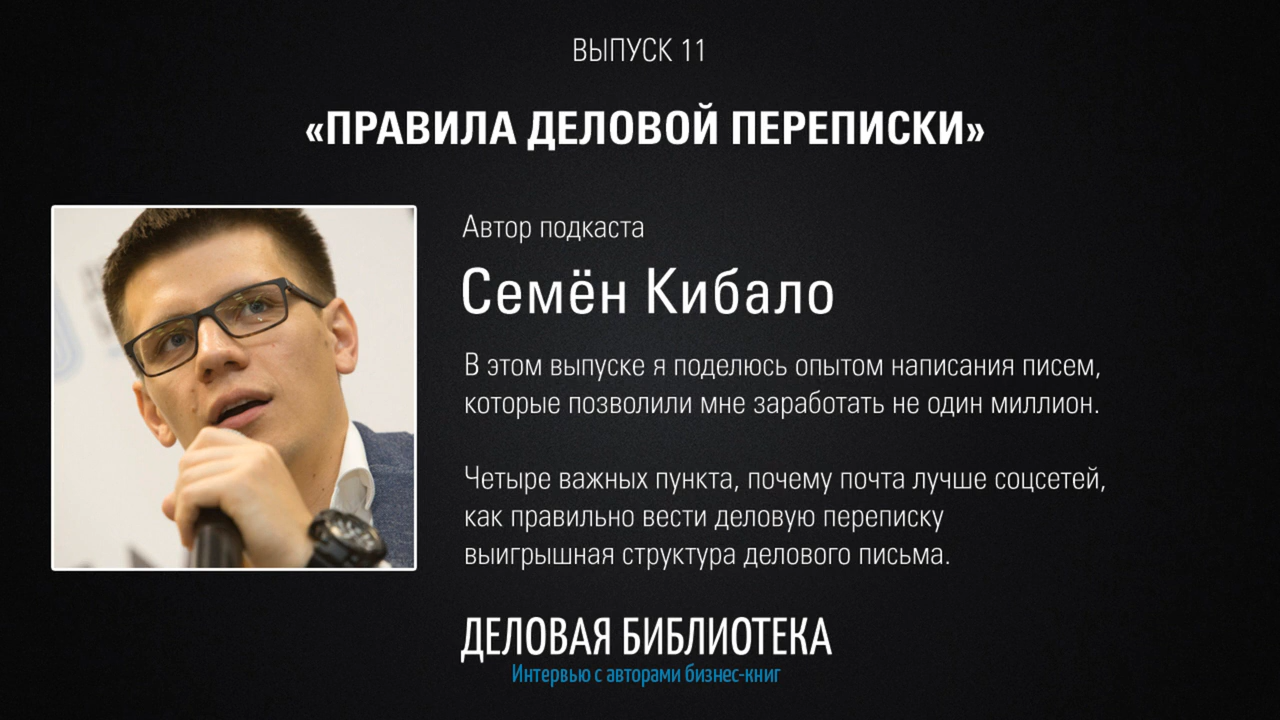 ВЫПУСК 11
«ПРАВИЛА ДЕЛОВОЙ ПЕРЕПИСКИ»
Автор подкаста
Семён Кибало
В этом выпуске я поделюсь опытом написания писем,
которые позволили мне заработать не один миллион.
Четыре важных пункта, почему почта лучше соцсетей,
как правильно вести деловую переписку
выигрышная структура делового письма.
ДЕЛОВАЯ БИБЛИОТЕКА
Интервью с авторами бизнес-книг